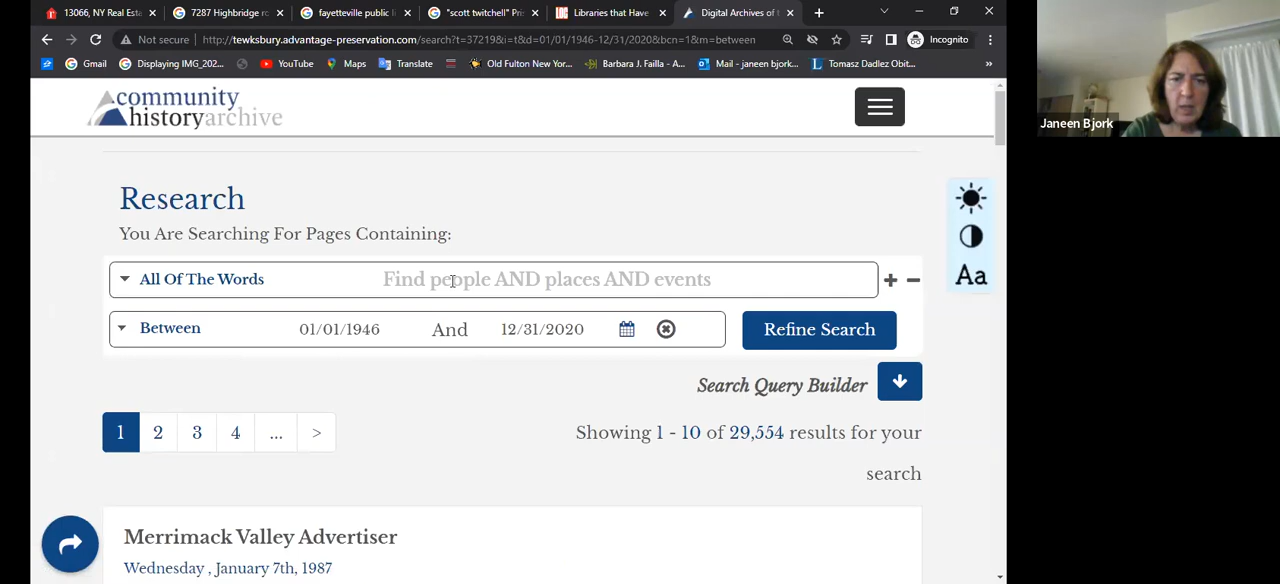 13066, NY Real Esta
7287 Highbridge ro
fayetteville public li
"scott twitchell" Pri
Libraries that Have
Digital Archives of t
Not secure
http://tewksbury.advantage-preservation.com/search?t=37219&i=t&d=01/01/1946-12/31/2020&bcn=1&m=between
Incognito
Gmail
Displaying IMG_202...
YouTube
Maps
Translate
Old Fulton New Yor...
Barbara J. Failla - A...
Mail - janeen bjork...
Tomasz Dadlez Obit...
»
community
historyarchive
Janeen Bjork
Research
You Are Searching For Pages Containing:
All Of The Words
Find people AND places AND events
Between
01/01/1946
And
12/31/2020
Refine Search
Aa
Search Query Builder
1 2 3 4 ... >
Showing 1 - 10 of 29,554 results for your
search
Merrimack Valley Advertiser
Wednesday , January 7th, 1987